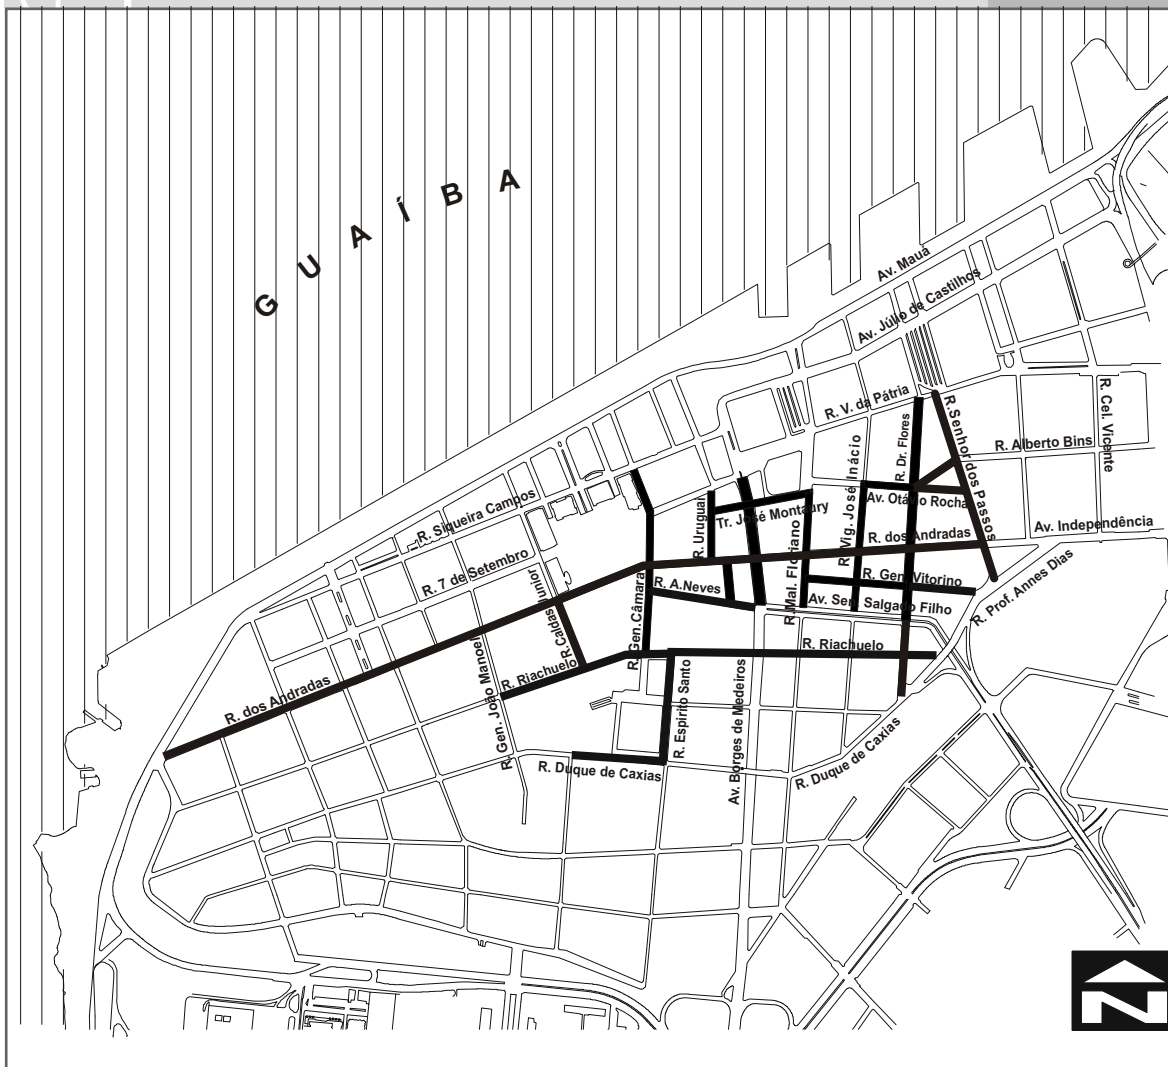 GUAÍBA
Av. Mauá
Av. Júlio de Castilhos
R. V. da Pátria
R. Senhor dos Passos
R. Cel. Vicente
R. Alberto Bins
R. Dr. Flores
R. Vig. José Inácio
Av. Otávio Rocha
R. Siqueira Campos
R. Uruguai
Tr. José Montaury
R. dos Andradas
Av. Independência
R. 7 de Setembro
R. Mal. Floriano
R. Caldas Junior
R. Gen. Câmara
R. A.Neves
R. Gen. Vitorino
Av. Sen. Salgado Filho
R. Prof. Annes Dias
R. Riachuelo
R. Riachuelo
R. dos Andradas
R. Gen. João Manoel
R. Espirito Santo
Av. Borges de Medeiros
R. Duque de Caxias
R. Duque de Caxias
N